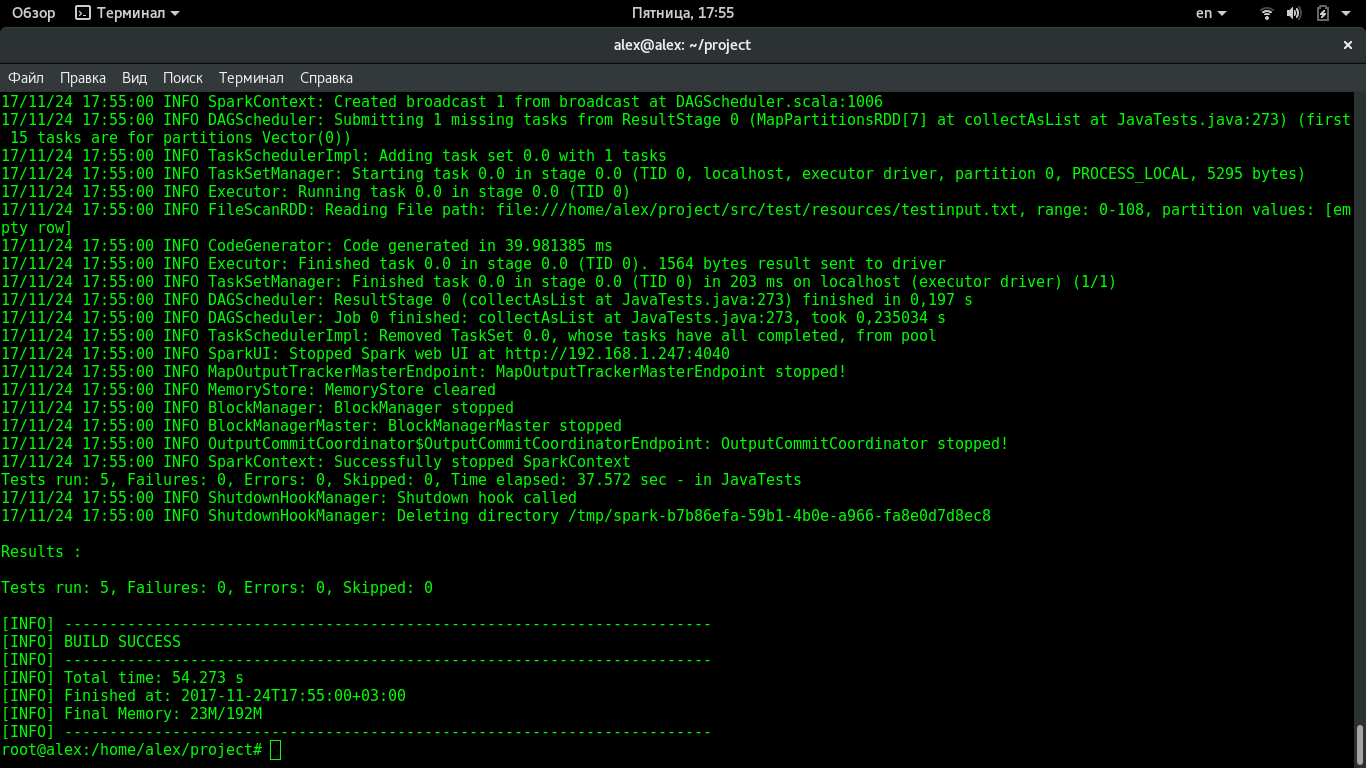 Обзор Терминал Пятница, 17:55 en
alex@alex: ~/project
Файл Правка Вид Поиск Терминал Справка
17/11/24 17:55:00 INFO SparkContext: Created broadcast 1 from broadcast at DAGScheduler.scala:1006
17/11/24 17:55:00 INFO DAGScheduler: Submitting 1 missing tasks from ResultStage 0 (MapPartitionsRDD[7] at collectAsList at JavaTests.java:273) (first
15 tasks are for partitions Vector(0))
17/11/24 17:55:00 INFO TaskSchedulerImpl: Adding task set 0.0 with 1 tasks
17/11/24 17:55:00 INFO TaskSetManager: Starting task 0.0 in stage 0.0 (TID 0, localhost, executor driver, partition 0, PROCESS_LOCAL, 5295 bytes)
17/11/24 17:55:00 INFO Executor: Running task 0.0 in stage 0.0 (TID 0)
17/11/24 17:55:00 INFO FileScanRDD: Reading File path: file:///home/alex/project/src/test/resources/testinput.txt, range: 0-108, partition values: [em
pty row]
17/11/24 17:55:00 INFO CodeGenerator: Code generated in 39.981385 ms
17/11/24 17:55:00 INFO Executor: Finished task 0.0 in stage 0.0 (TID 0). 1564 bytes result sent to driver
17/11/24 17:55:00 INFO TaskSetManager: Finished task 0.0 in stage 0.0 (TID 0) in 203 ms on localhost (executor driver) (1/1)
17/11/24 17:55:00 INFO DAGScheduler: ResultStage 0 (collectAsList at JavaTests.java:273) finished in 0,197 s
17/11/24 17:55:00 INFO DAGScheduler: Job 0 finished: collectAsList at JavaTests.java:273, took 0,235034 s
17/11/24 17:55:00 INFO TaskSchedulerImpl: Removed TaskSet 0.0, whose tasks have all completed, from pool
17/11/24 17:55:00 INFO SparkUI: Stopped Spark web UI at http://192.168.1.247:4040
17/11/24 17:55:00 INFO MapOutputTrackerMasterEndpoint: MapOutputTrackerMasterEndpoint stopped!
17/11/24 17:55:00 INFO MemoryStore: MemoryStore cleared
17/11/24 17:55:00 INFO BlockManager: BlockManager stopped
17/11/24 17:55:00 INFO BlockManagerMaster: BlockManagerMaster stopped
17/11/24 17:55:00 INFO OutputCommitCoordinator$OutputCommitCoordinatorEndpoint: OutputCommitCoordinator stopped!
17/11/24 17:55:00 INFO SparkContext: Successfully stopped SparkContext
Tests run: 5, Failures: 0, Errors: 0, Skipped: 0, Time elapsed: 37.572 sec - in JavaTests
17/11/24 17:55:00 INFO ShutdownHookManager: Shutdown hook called
17/11/24 17:55:00 INFO ShutdownHookManager: Deleting directory /tmp/spark-b7b86efa-59b1-4b0e-a966-fa8e0d7d8ec8
Results :
Tests run: 5, Failures: 0, Errors: 0, Skipped: 0
[INFO] ------------------------------------------------------------------------
[INFO] BUILD SUCCESS
[INFO] ------------------------------------------------------------------------
[INFO] Total time: 54.273 s
[INFO] Finished at: 2017-11-24T17:55:00+03:00
[INFO] Final Memory: 23M/192M
[INFO] ------------------------------------------------------------------------
root@alex:/home/alex/project#